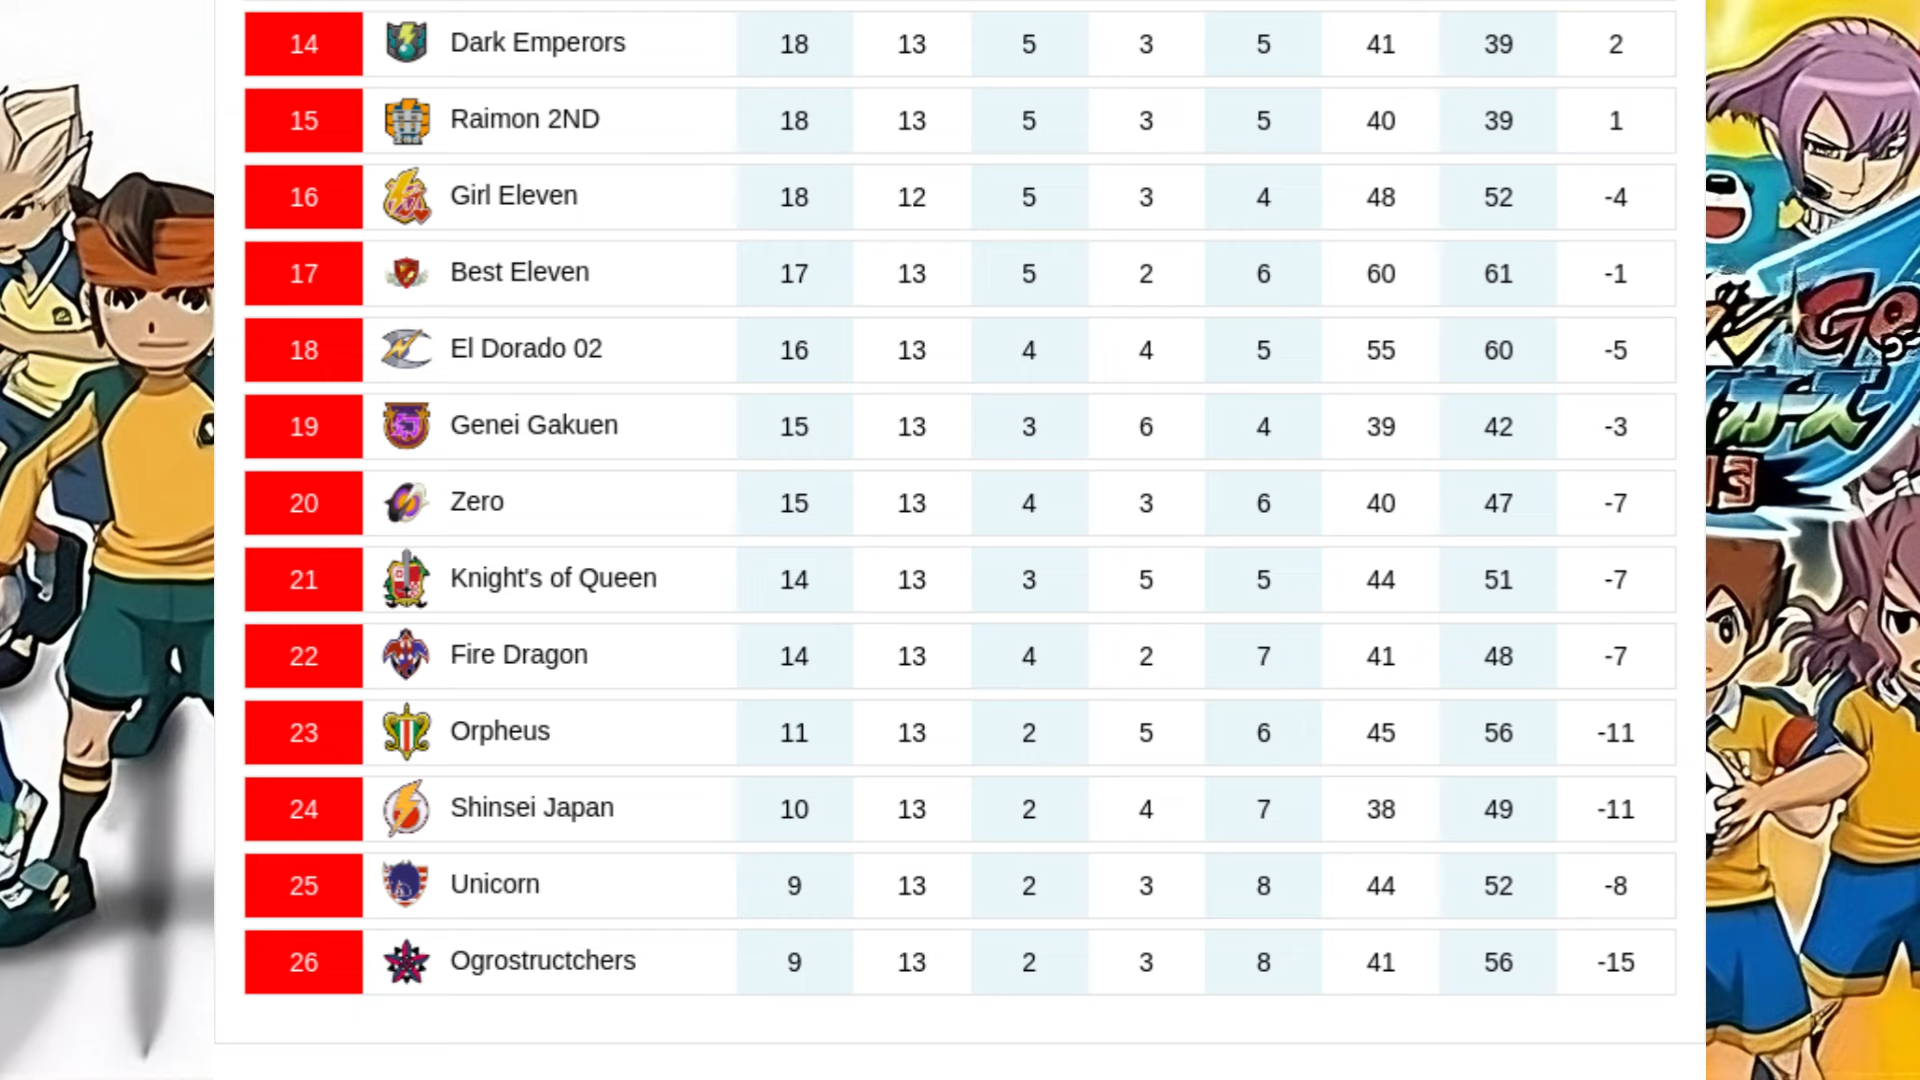 14 Dark Emperors 18 13 5 3 5 41 39 2
15 Raimon 2ND 18 13 5 3 5 40 39 1
16 Girl Eleven 18 12 5 3 4 48 52 -4
17 Best Eleven 17 13 5 2 6 60 61 -1
18 El Dorado 02 16 13 4 4 5 55 60 -5
19 Genei Gakuen 15 13 3 6 4 39 42 -3
20 Zero 15 13 4 3 6 40 47 -7
21 Knight's of Queen 14 13 3 5 5 44 51 -7
22 Fire Dragon 14 13 4 2 7 41 48 -7
23 Orpheus 11 13 2 5 6 45 56 -11
24 Shinsei Japan 10 13 2 4 7 38 49 -11
25 Unicorn 9 13 2 3 8 44 52 -8
26 Ogrostructchers 9 13 2 3 8 41 56 -15
GO
13